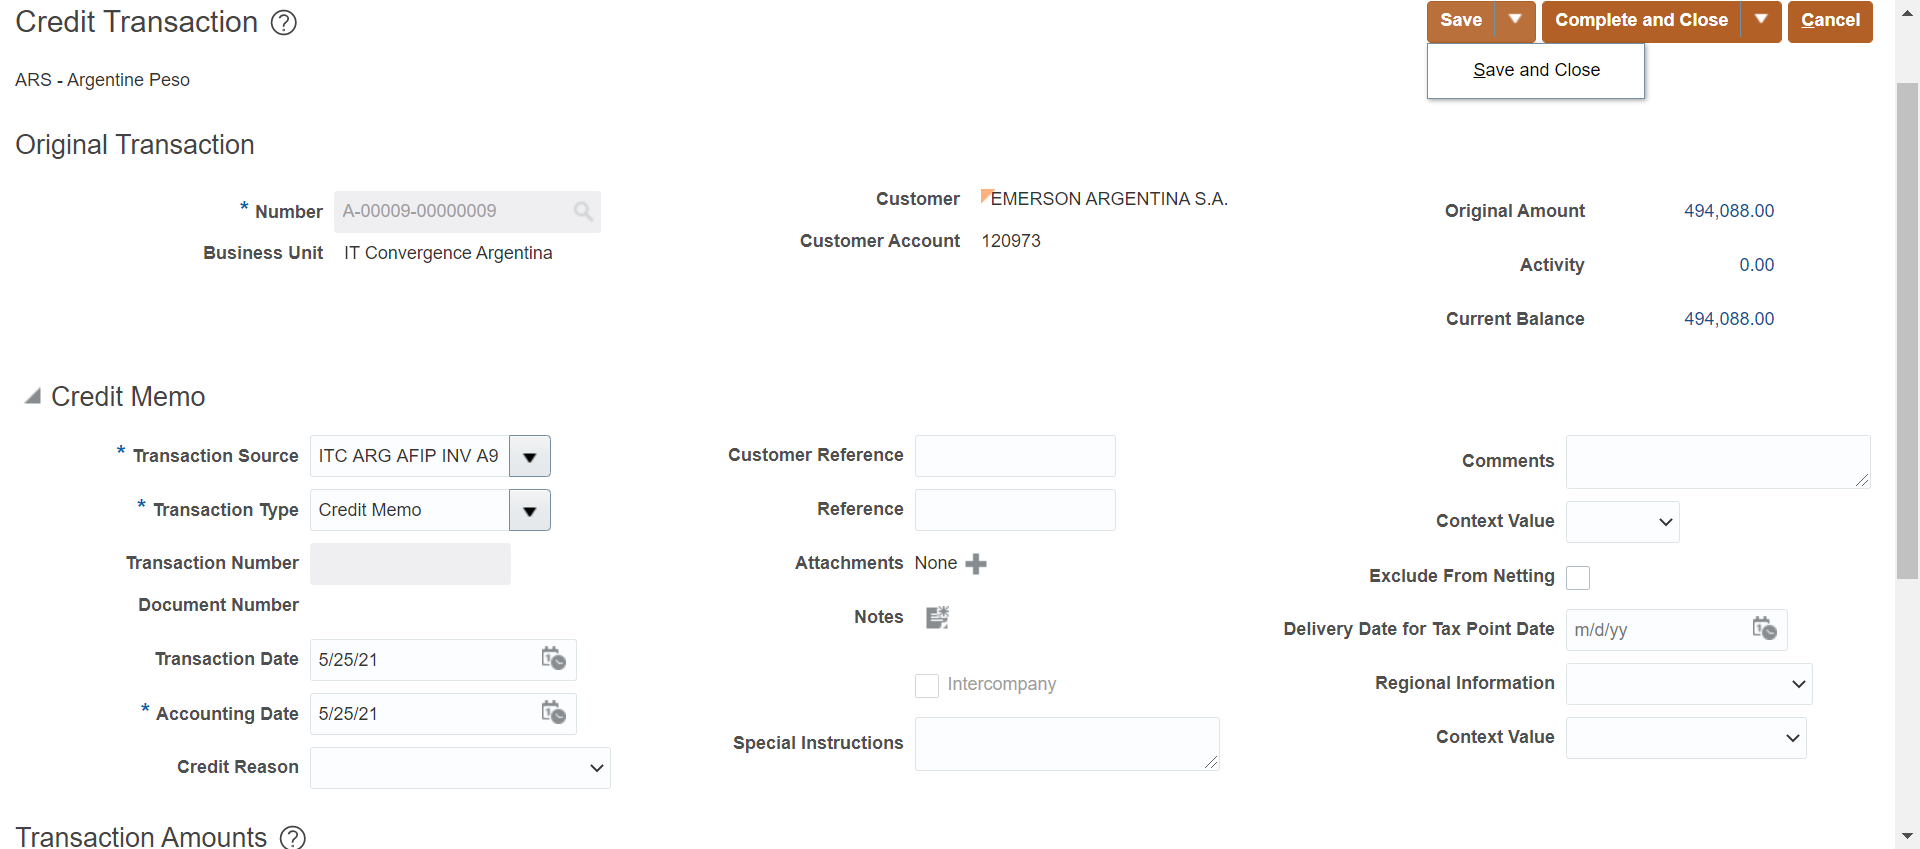 Credit Transaction ?
Save
Complete and Close
Cancel
Save and Close
ARS - Argentine Peso
Original Transaction
* Number A-00009-00000009
Business Unit IT Convergence Argentina
Customer EMERSON ARGENTINA S.A.
Customer Account 120973
Original Amount 494,088.00
Activity 0.00
Current Balance 494,088.00
Credit Memo
* Transaction Source ITC ARG AFIP INV A9
* Transaction Type Credit Memo
Transaction Number
Document Number
Transaction Date 5/25/21
* Accounting Date 5/25/21
Credit Reason
Customer Reference
Reference
Attachments None
Notes
Intercompany
Special Instructions
Comments
Context Value
Exclude From Netting
Delivery Date for Tax Point Date m/d/yy
Regional Information
Context Value
Transaction Amounts ?